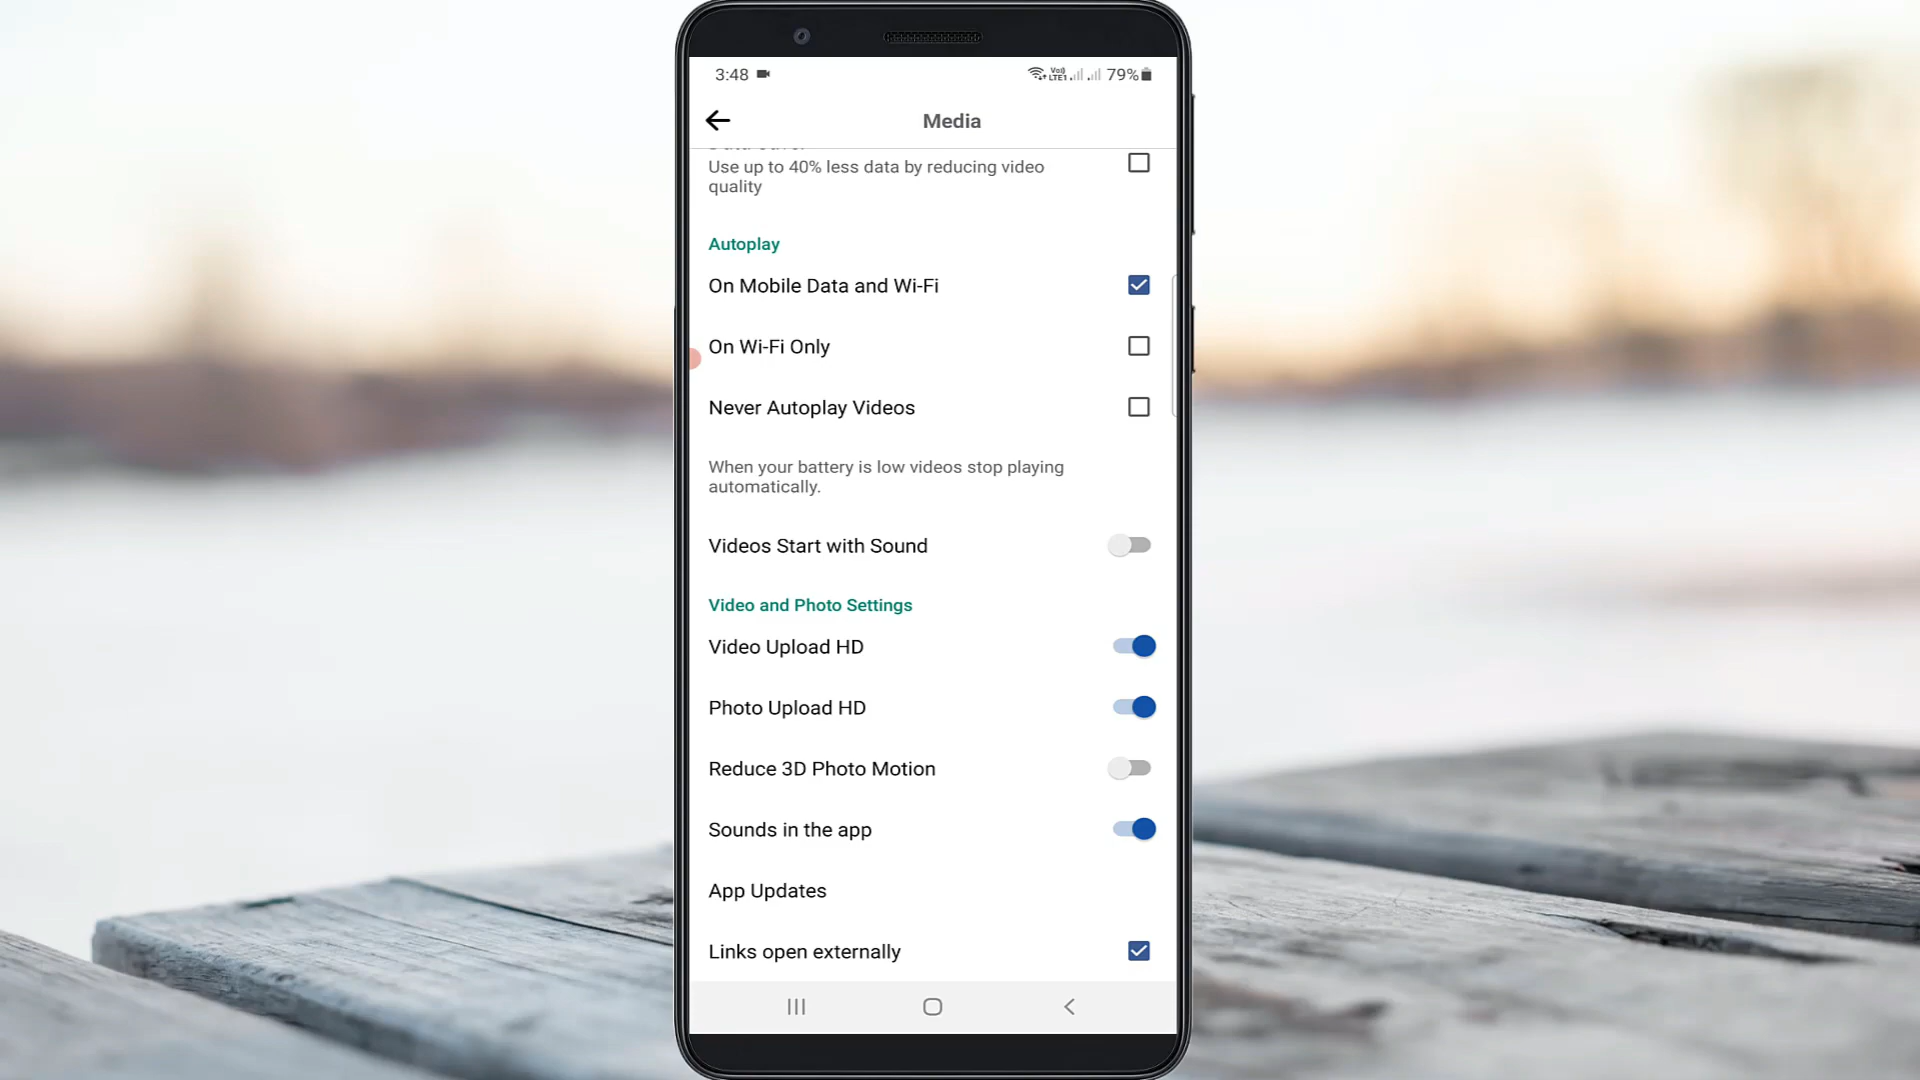 3:48
79%
Media
Use up to 40% less data by reducing video
quality
Autoplay
On Mobile Data and Wi-Fi
On Wi-Fi Only
Never Autoplay Videos
When your battery is low videos stop playing
automatically.
Videos Start with Sound
Video and Photo Settings
Video Upload HD
Photo Upload HD
Reduce 3D Photo Motion
Sounds in the app
App Updates
Links open externally